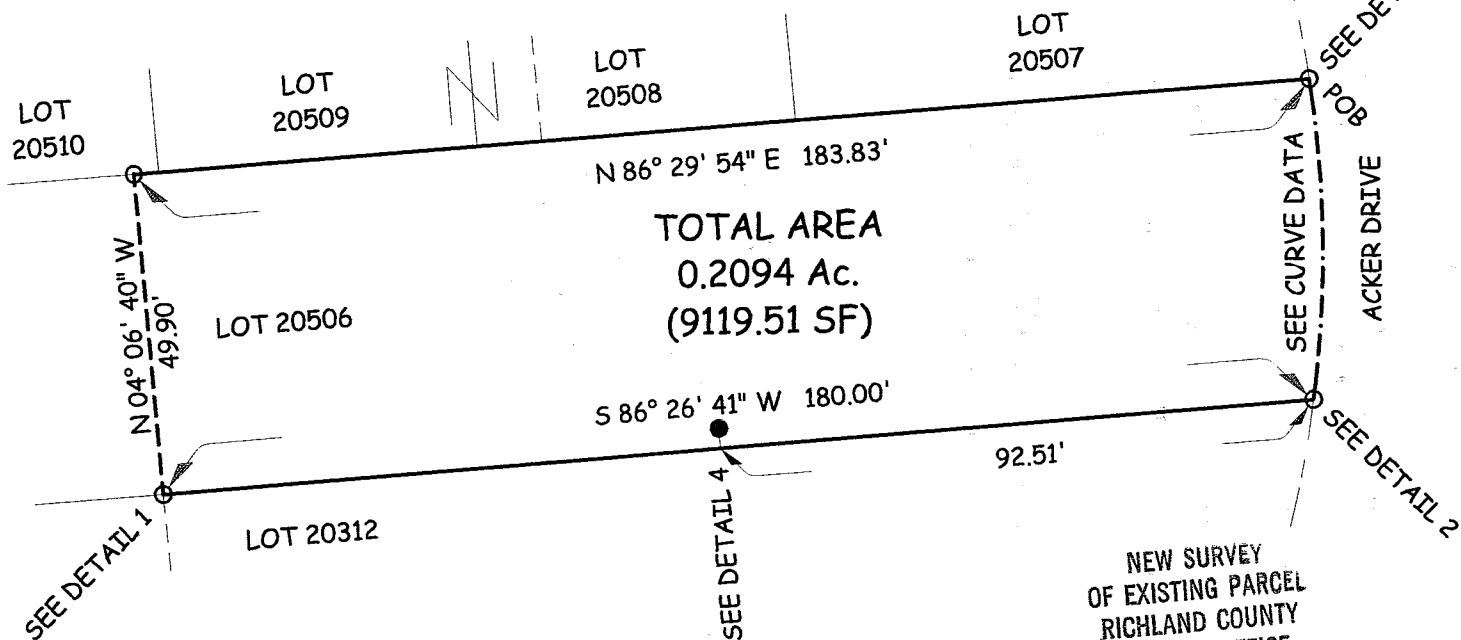 LOT
20510
LOT
20509
N
LOT
20508
LOT
20507
SEE DE
POB
N 86° 29' 54" E 183.83'
TOTAL AREA
0.2094 Ac.
(9119.51 SF)
SEE CURVE DATA
ACKER DRIVE
N 04° 06' 40" W
49.90'
LOT 20506
S 86° 26' 41" W 180.00'
92.51'
SEE DETAIL 1
LOT 20312
SEE DETAIL 4
SEE DETAIL 2
NEW SURVEY
OF EXISTING PARCEL
RICHLAND COUNTY